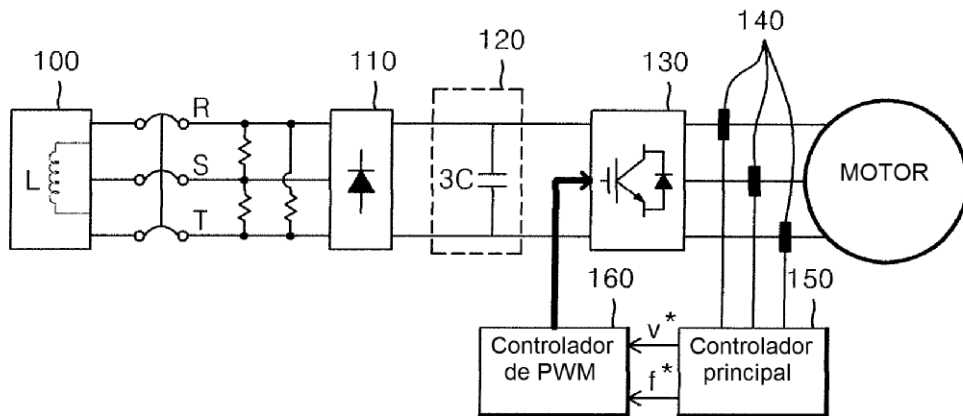 100
110
120
130
140
R
S
T
L
3C
MOTOR
160
150
v*
f*
Controlador
de PWM
Controlador
principal